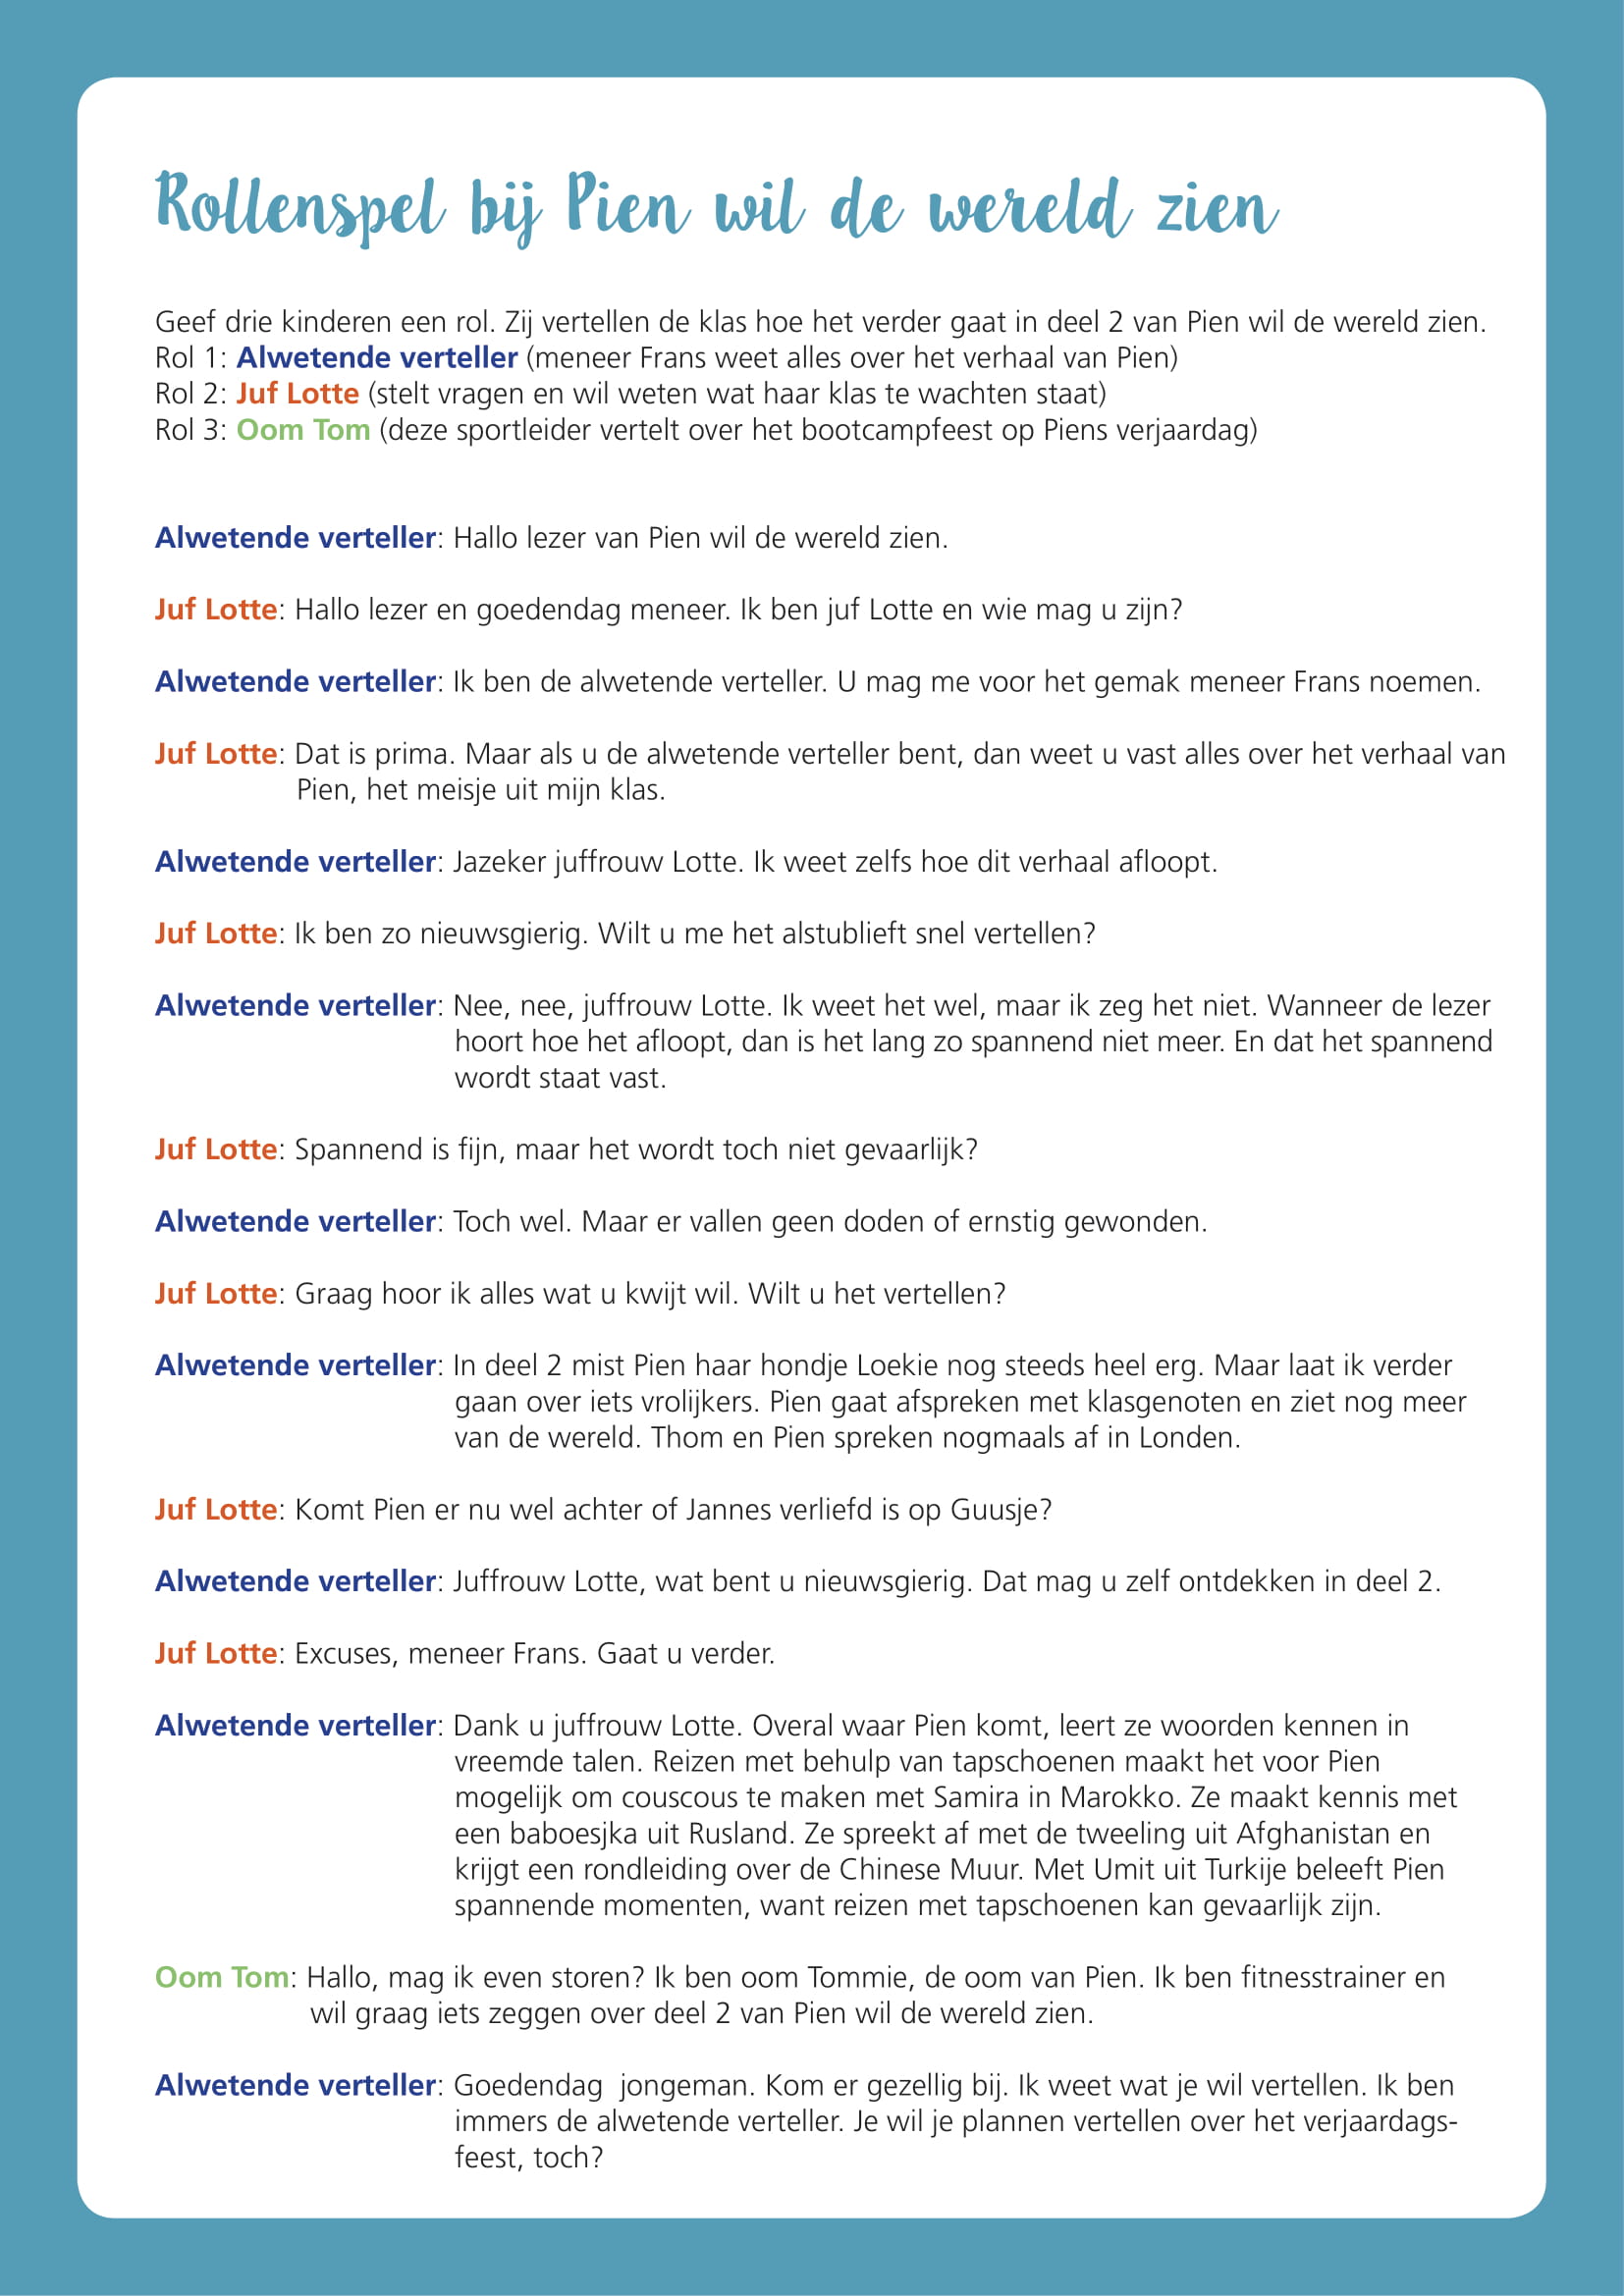 Rollenspel bij Pien wil de wereld zien
Geef drie kinderen een rol. Zij vertellen de klas hoe het verder gaat in deel 2 van Pien wil de wereld zien.
Rol 1: Alwetende verteller (meneer Frans weet alles over het verhaal van Pien)
Rol 2: Juf Lotte (stelt vragen en wil weten wat haar klas te wachten staat)
Rol 3: Oom Tom (deze sportleider vertelt over het bootcampfeest op Piens verjaardag)
Alwetende verteller: Hallo lezer van Pien wil de wereld zien.
Juf Lotte: Hallo lezer en goedendag meneer. Ik ben juf Lotte en wie mag u zijn?
Alwetende verteller: Ik ben de alwetende verteller. U mag me voor het gemak meneer Frans noemen.
Juf Lotte: Dat is prima. Maar als u de alwetende verteller bent, dan weet u vast alles over het verhaal van
Pien, het meisje uit mijn klas.
Alwetende verteller: Jazeker juffrouw Lotte. Ik weet zelfs hoe dit verhaal afloopt.
Juf Lotte: Ik ben zo nieuwsgierig. Wilt u me het alstublieft snel vertellen?
Alwetende verteller: Nee, nee, juffrouw Lotte. Ik weet het wel, maar ik zeg het niet. Wanneer de lezer
hoort hoe het afloopt, dan is het lang zo spannend niet meer. En dat het spannend
wordt staat vast.
Juf Lotte: Spannend is fijn, maar het wordt toch niet gevaarlijk?
Alwetende verteller: Toch wel. Maar er vallen geen doden of ernstig gewonden.
Juf Lotte: Graag hoor ik alles wat u kwijt wil. Wilt u het vertellen?
Alwetende verteller: In deel 2 mist Pien haar hondje Loekie nog steeds heel erg. Maar laat ik verder
gaan over iets vrolijkers. Pien gaat afspreken met klasgenoten en ziet nog meer
van de wereld. Thom en Pien spreken nogmaals af in Londen.
Juf Lotte: Komt Pien er nu wel achter of Jannes verliefd is op Guusje?
Alwetende verteller: Juffrouw Lotte, wat bent u nieuwsgierig. Dat mag u zelf ontdekken in deel 2.
Juf Lotte: Excuses, meneer Frans. Gaat u verder.
Alwetende verteller: Dank u juffrouw Lotte. Overal waar Pien komt, leert ze woorden kennen in
vreemde talen. Reizen met behulp van tapschoenen maakt het voor Pien
mogelijk om couscous te maken met Samira in Marokko. Ze maakt kennis met
een baboesjka uit Rusland. Ze spreekt af met de tweeling uit Afghanistan en
krijgt een rondleiding over de Chinese Muur. Met Umit uit Turkije beleeft Pien
spannende momenten, want reizen met tapschoenen kan gevaarlijk zijn.
Oom Tom: Hallo, mag ik even storen? Ik ben oom Tommie, de oom van Pien. Ik ben fitnesstrainer en
wil graag iets zeggen over deel 2 van Pien wil de wereld zien.
Alwetende verteller: Goedendag  jongeman. Kom er gezellig bij. Ik weet wat je wil vertellen. Ik ben
immers de alwetende verteller. Je wil je plannen vertellen over het verjaardags-
feest, toch?